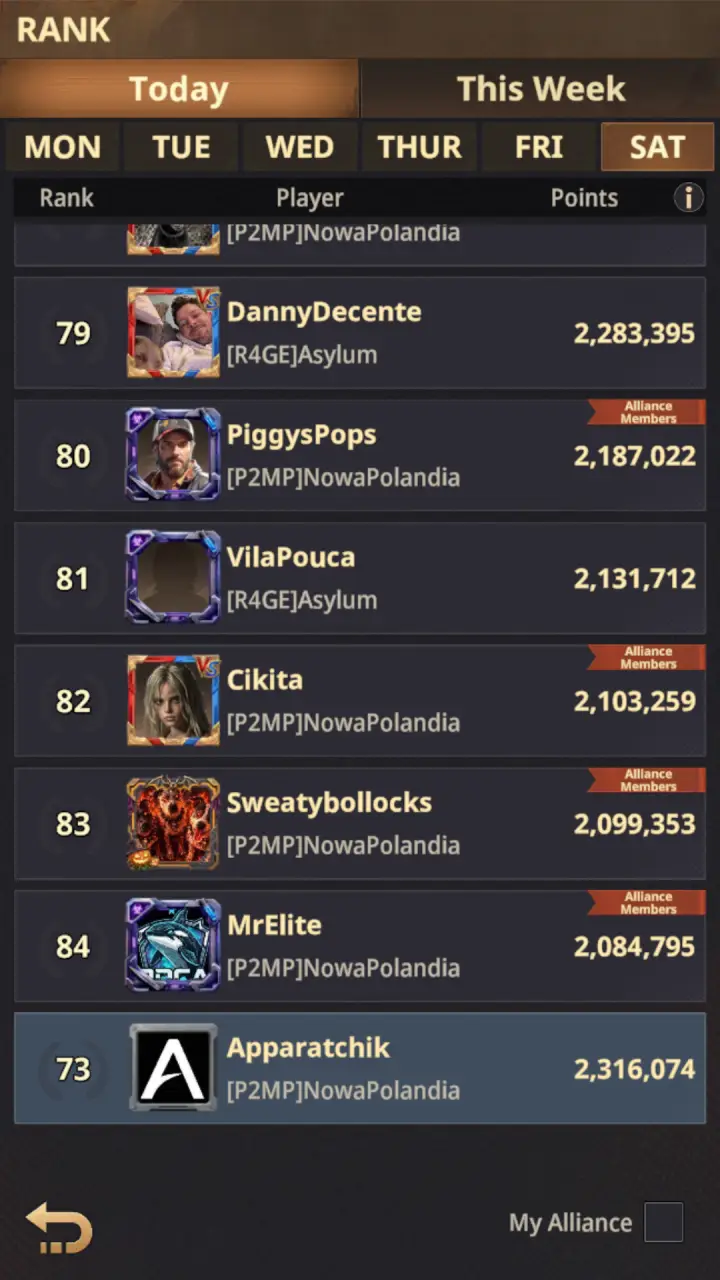 RANK
Today
This Week
MON
TUE
WED
THUR
FRI
SAT
Rank
Player
Points
i
[P2MP]NowaPolandia
79
VS
DannyDecente
[R4GE]Asylum
2,283,395
Alliance
Members
80
PiggysPops
[P2MP]NowaPolandia
2,187,022
81
VilaPouca
[R4GE]Asylum
2,131,712
Alliance
Members
82
VS
Cikita
[P2MP]NowaPolandia
2,103,259
Alliance
Members
83
Sweatybollocks
[P2MP]NowaPolandia
2,099,353
Alliance
Members
84
MrElite
[P2MP]NowaPolandia
2,084,795
73
A
Apparatchik
[P2MP]NowaPolandia
2,316,074
My Alliance